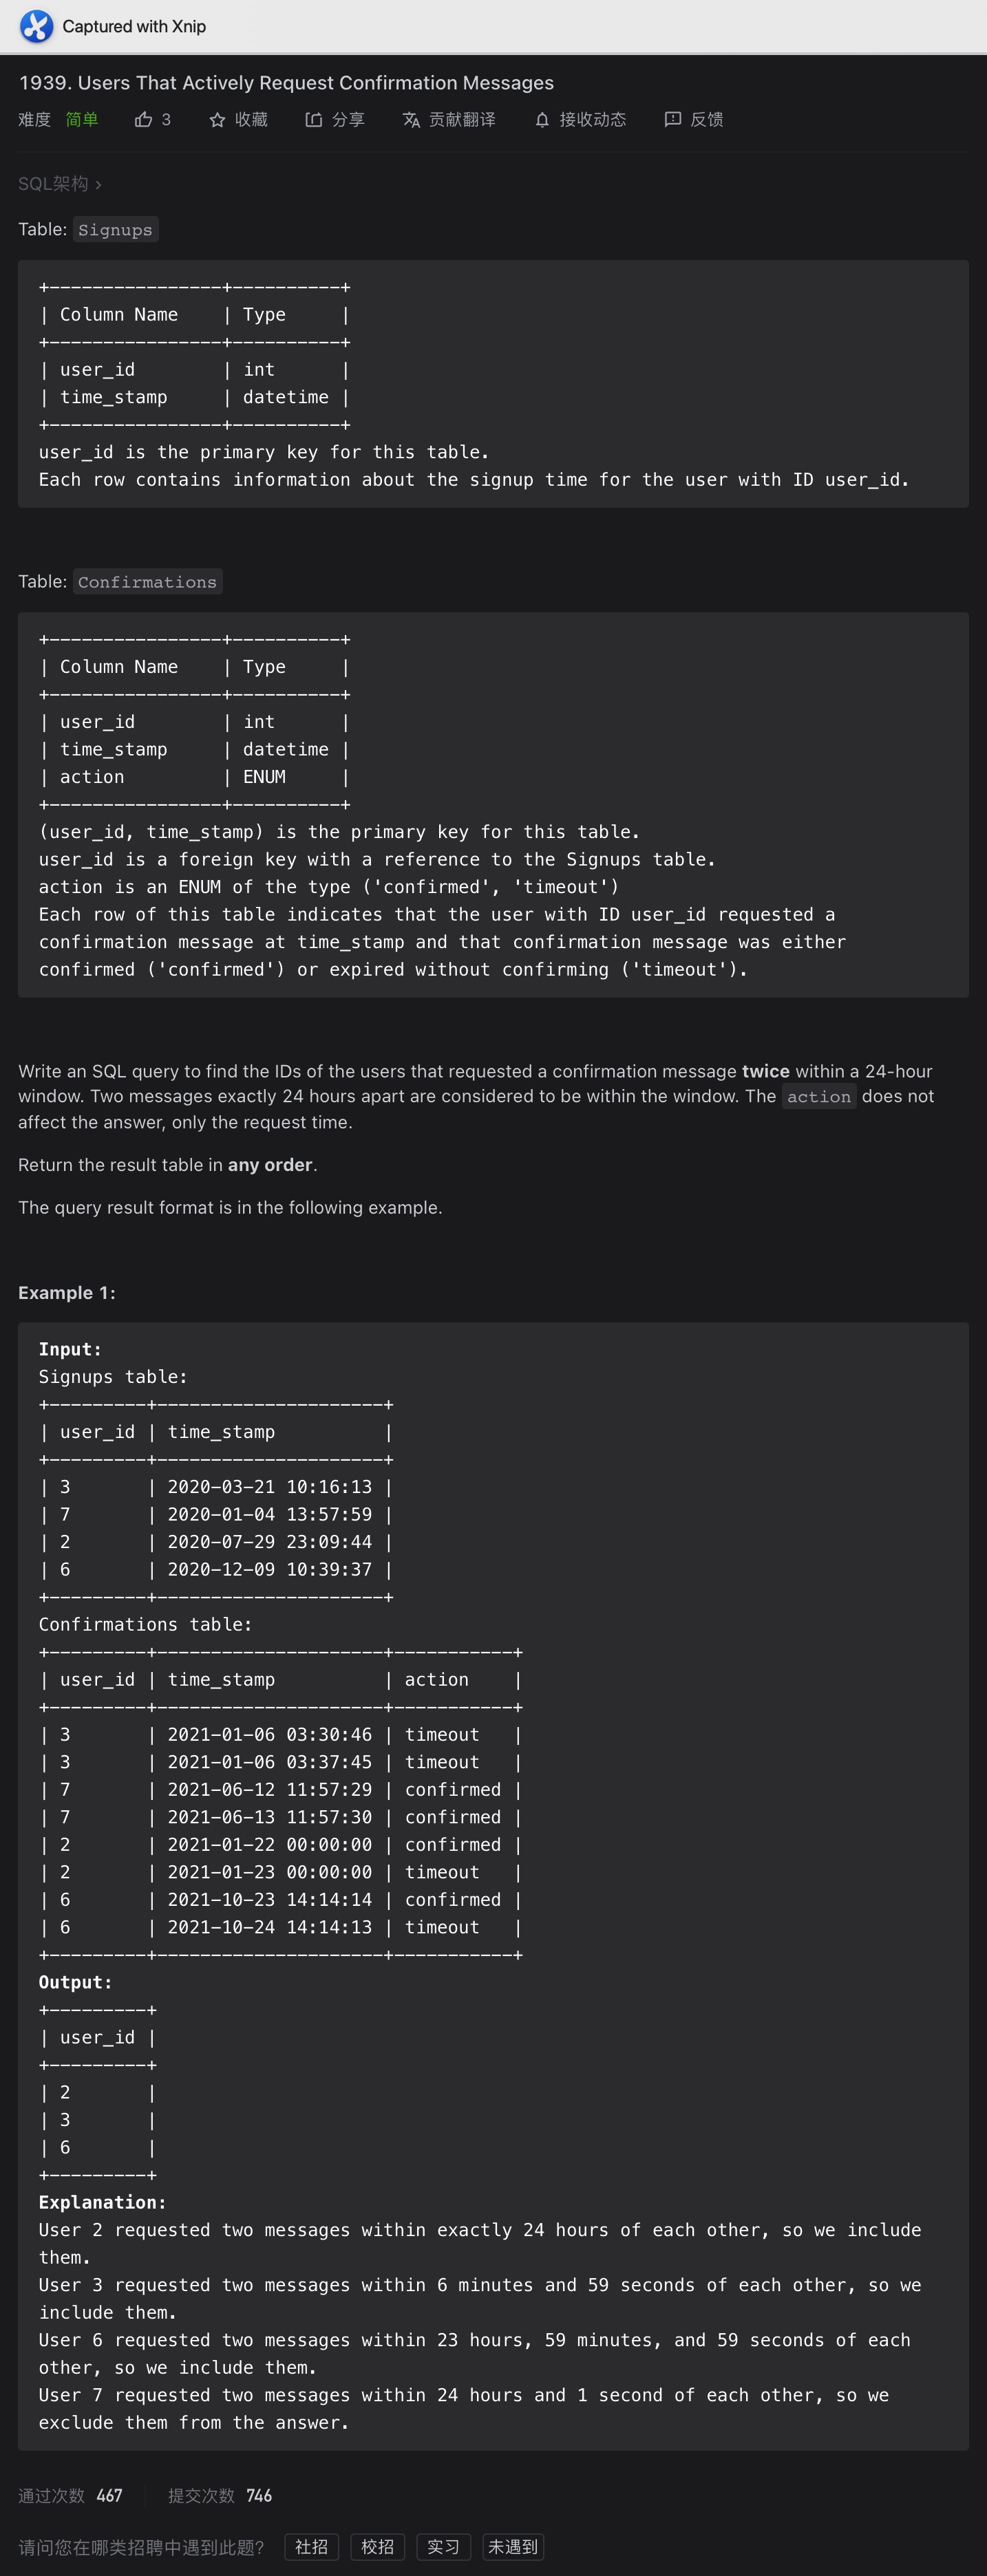 Captured with Xnip
1939. Users That Actively Request Confirmation Messages
难度 简单 3 收藏 分享 贡献翻译 接收动态 反馈
SQL架构 >
Table: Signups
+----------------+----------+
| Column Name    | Type     |
+----------------+----------+
| user_id        | int      |
| time_stamp     | datetime |
+----------------+----------+
user_id is the primary key for this table.
Each row contains information about the signup time for the user with ID user_id.
Table: Confirmations
+----------------+----------+
| Column Name    | Type     |
+----------------+----------+
| user_id        | int      |
| time_stamp     | datetime |
| action         | ENUM     |
+----------------+----------+
(user_id, time_stamp) is the primary key for this table.
user_id is a foreign key with a reference to the Signups table.
action is an ENUM of the type ('confirmed', 'timeout')
Each row of this table indicates that the user with ID user_id requested a
confirmation message at time_stamp and that confirmation message was either
confirmed ('confirmed') or expired without confirming ('timeout').
Write an SQL query to find the IDs of the users that requested a confirmation message twice within a 24-hour
window. Two messages exactly 24 hours apart are considered to be within the window. The action does not
affect the answer, only the request time.
Return the result table in any order.
The query result format is in the following example.
Example 1:
Input:
Signups table:
+---------+---------------------+
| user_id | time_stamp          |
+---------+---------------------+
| 3       | 2020-03-21 10:16:13 |
| 7       | 2020-01-04 13:57:59 |
| 2       | 2020-07-29 23:09:44 |
| 6       | 2020-12-09 10:39:37 |
+---------+---------------------+
Confirmations table:
+---------+---------------------+-----------+
| user_id | time_stamp          | action    |
+---------+---------------------+-----------+
| 3       | 2021-01-06 03:30:46 | timeout   |
| 3       | 2021-01-06 03:37:45 | timeout   |
| 7       | 2021-06-12 11:57:29 | confirmed |
| 7       | 2021-06-13 11:57:30 | confirmed |
| 2       | 2021-01-22 00:00:00 | confirmed |
| 2       | 2021-01-23 00:00:00 | timeout   |
| 6       | 2021-10-23 14:14:14 | confirmed |
| 6       | 2021-10-24 14:14:13 | timeout   |
+---------+---------------------+-----------+
Output:
+---------+
| user_id |
+---------+
| 2       |
| 3       |
| 6       |
+---------+
Explanation:
User 2 requested two messages within exactly 24 hours of each other, so we include
them.
User 3 requested two messages within 6 minutes and 59 seconds of each other, so we
include them.
User 6 requested two messages within 23 hours, 59 minutes, and 59 seconds of each
other, so we include them.
User 7 requested two messages within 24 hours and 1 second of each other, so we
exclude them from the answer.
通过次数 467 提交次数 746
请问您在哪类招聘中遇到此题? 社招 校招 实习 未遇到